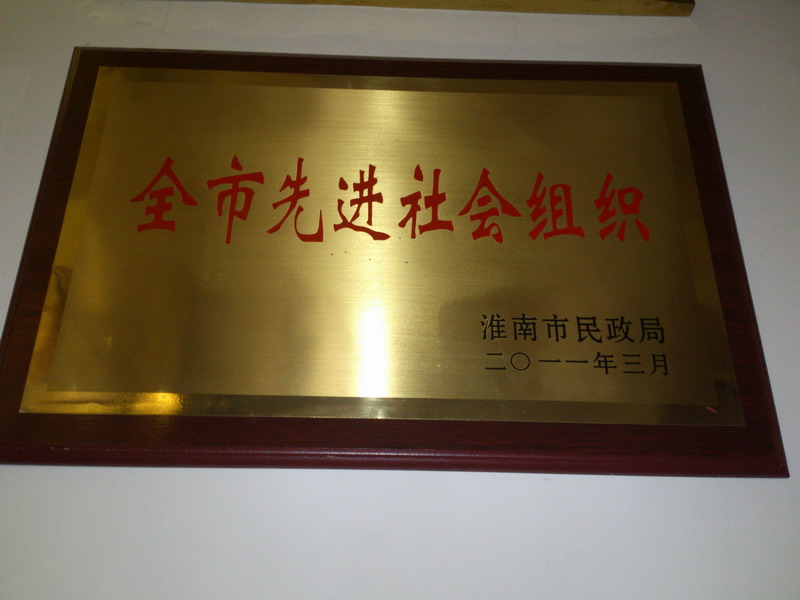 全市先进社会组织
淮南市民政局
二〇一一年三月